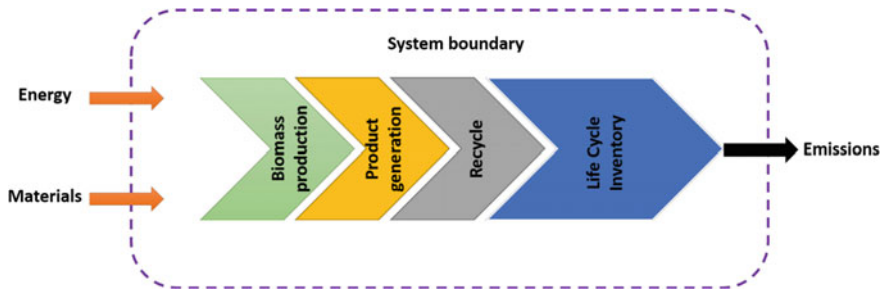 System boundary
Energy
Materials
Biomass
production
Product
generation
Recycle
Life Cycle
Inventory
Emissions